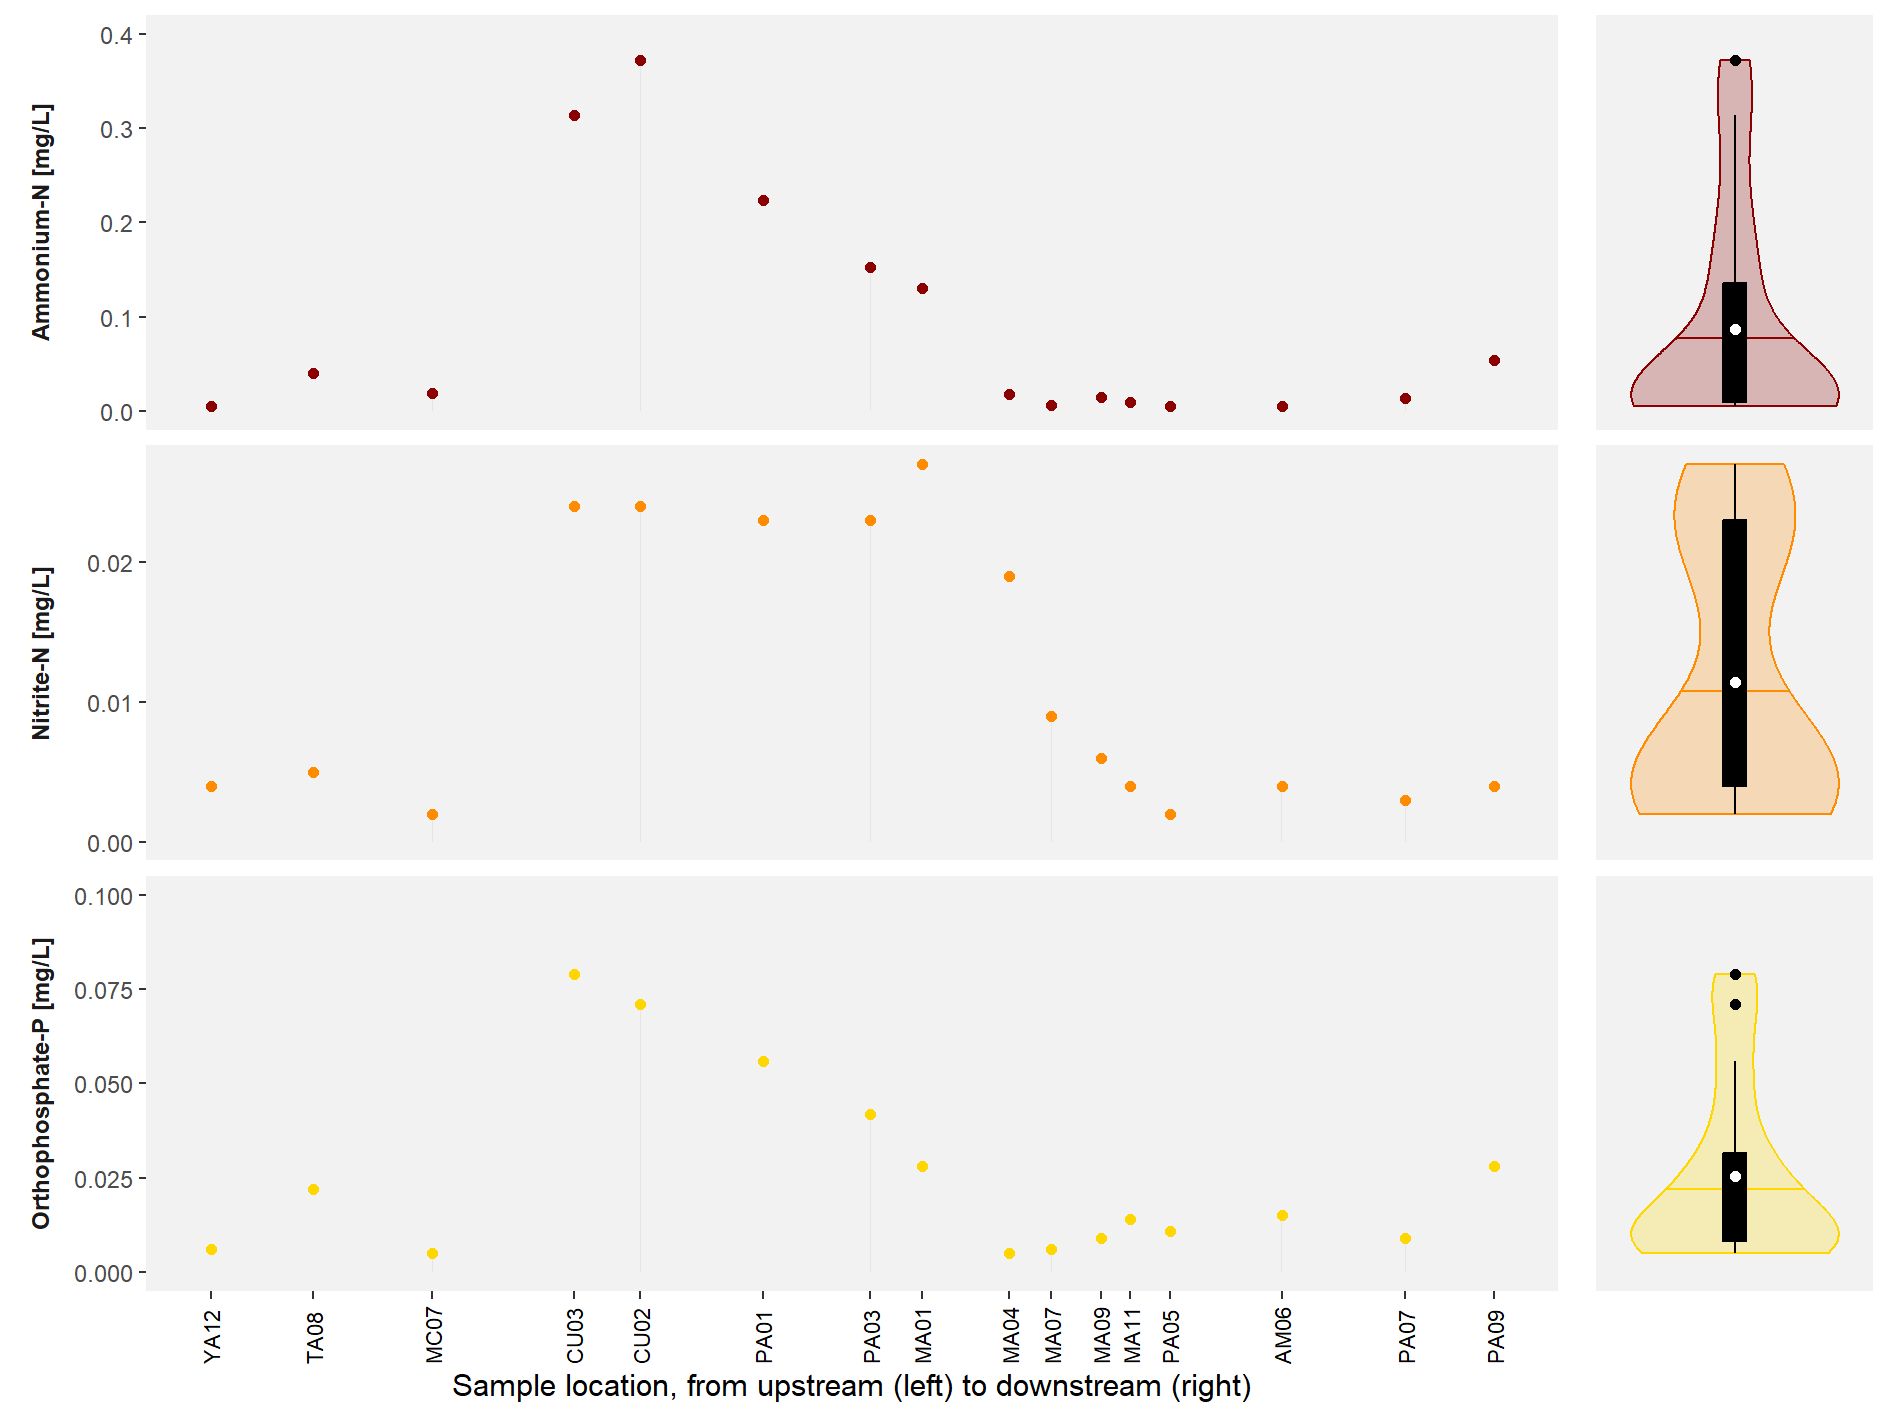 Ammonium-N [mg/L]
0.4
0.3
0.2
0.1
0.0
Nitrite-N [mg/L]
0.02
0.01
0.00
Orthophosphate-P [mg/L]
0.100
0.075
0.050
0.025
0.000
YA12 TA08 MC07 CU03 CU02 PA01 PA03 MA01 MA04 MA07 MA09 MA11 PA05 AM06 PA07 PA09
Sample location, from upstream (left) to downstream (right)